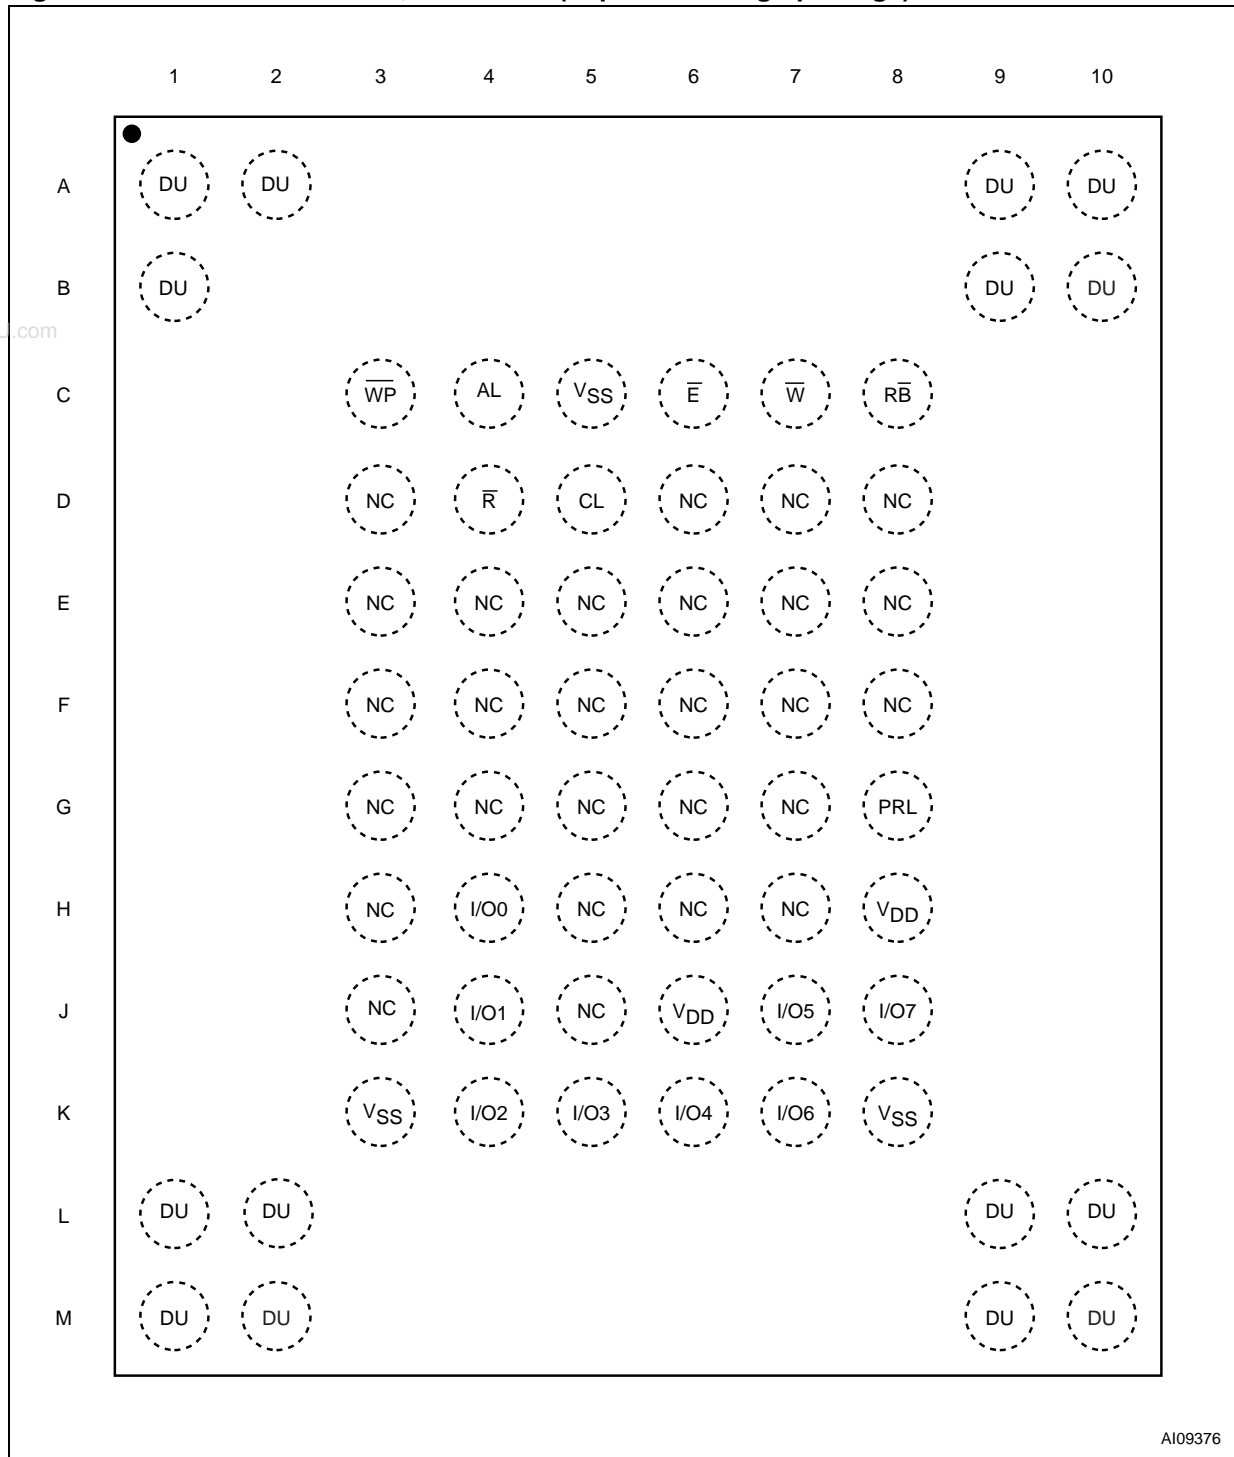 1 2 3 4 5 6 7 8 9 10
A DU DU DU DU
B DU DU DU
.com
C W̅P̅ AL VSS E̅ W̅ RB̅
D NC R̅ CL NC NC NC
E NC NC NC NC NC NC
F NC NC NC NC NC NC
G NC NC NC NC NC PRL
H NC I/O0 NC NC NC VDD
J NC I/O1 NC VDD I/O5 I/O7
K VSS I/O2 I/O3 I/O4 I/O6 VSS
L DU DU DU DU
M DU DU DU DU
AI09376